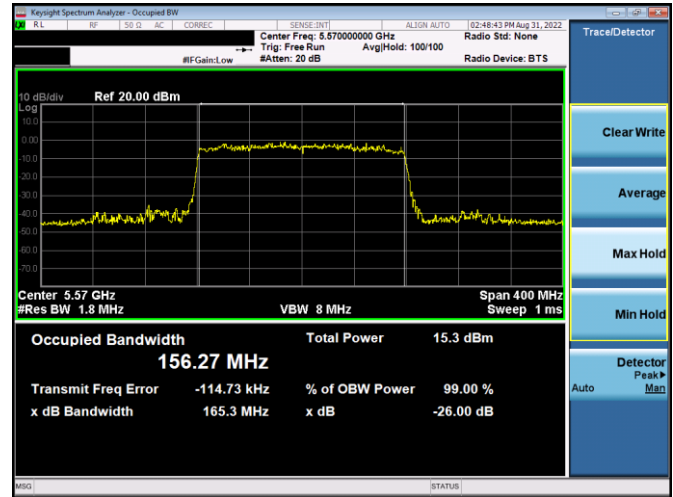 Keysight Spectrum Analyzer - Occupied BW
RL RF 50 Ω AC CORREC SENSE:INT ALIGN AUTO 02:48:43 PM Aug 31, 2022
Center Freq: 5.570000000 GHz Radio Std: None
Trig: Free Run Avg|Hold: 100/100
#IFGain:Low #Atten: 20 dB Radio Device: BTS
Trace/Detector
10 dB/div Ref 20.00 dBm
Log
10.0
0.00
-10.0
-20.0
-30.0
-40.0
-50.0
-60.0
-70.0
Center 5.57 GHz Span 400 MHz
#Res BW 1.8 MHz VBW 8 MHz Sweep 1 ms
Occupied Bandwidth Total Power 15.3 dBm
156.27 MHz
Transmit Freq Error -114.73 kHz % of OBW Power 99.00 %
x dB Bandwidth 165.3 MHz x dB -26.00 dB
Clear Write
Average
Max Hold
Min Hold
Detector
Peak▶
Auto Man
MSG STATUS